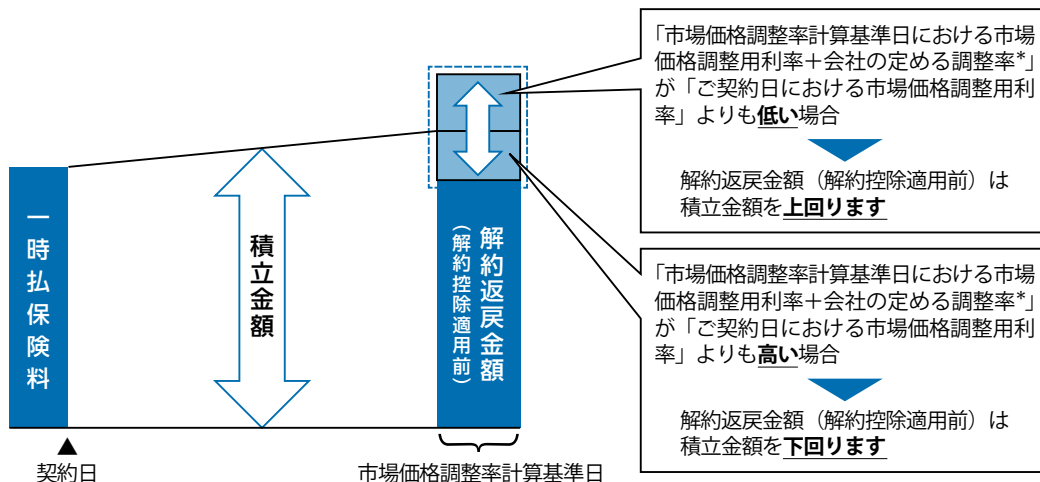 一時払保険料
契約日
積立金額
解約返戻金額
（解約控除適用前）
市場価格調整率計算基準日
「市場価格調整率計算基準日における市場
価格調整用利率＋会社の定める調整率*」
が「ご契約日における市場価格調整用利
率」よりも低い場合
解約返戻金額（解約控除適用前）は
積立金額を上回ります
「市場価格調整率計算基準日における市場
価格調整用利率＋会社の定める調整率*」
が「ご契約日における市場価格調整用利
率」よりも高い場合
解約返戻金額（解約控除適用前）は
積立金額を下回ります